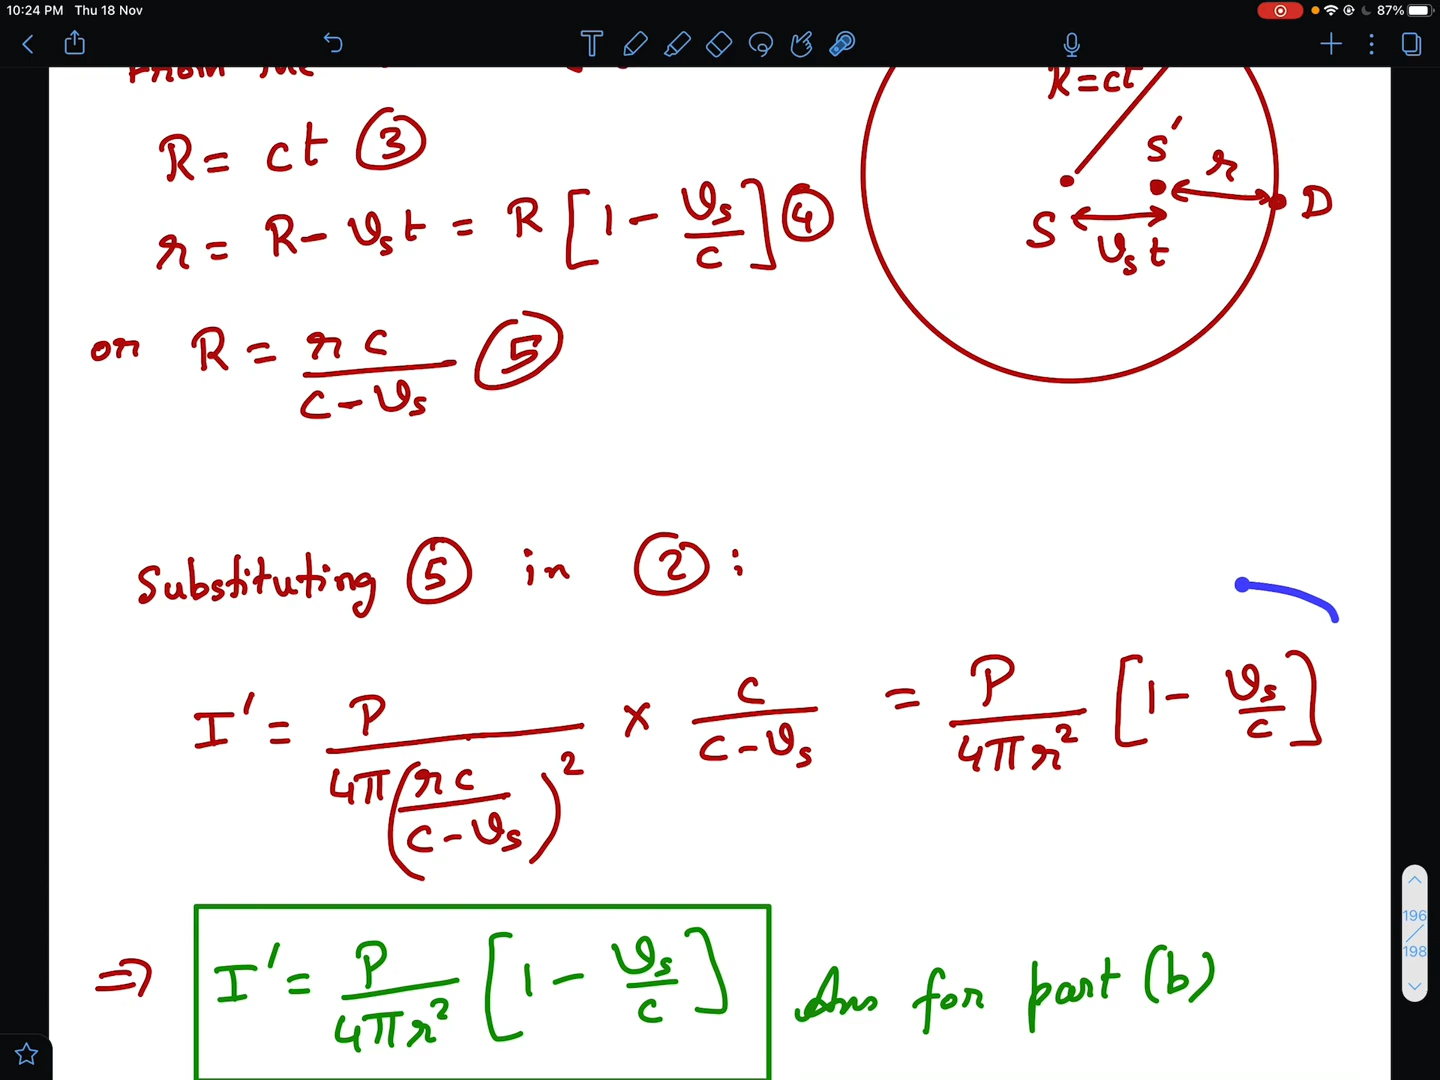 10:24 PM Thu 18 Nov
87%
From the
R = ct
R = ct ③
r = R - v_s t = R [1 - v_s/c] ④
S'
r
D
S
v_s t
or R = rc/(c - v_s) ⑤
Substituting ⑤ in ② :
I' = P/(4π(rc/(c - v_s))²) × c/(c - v_s) = P/(4πr²) [1 - v_s/c]
⇒ I' = P/(4πr²) [1 - v_s/c] Ans for part (b)
196
198